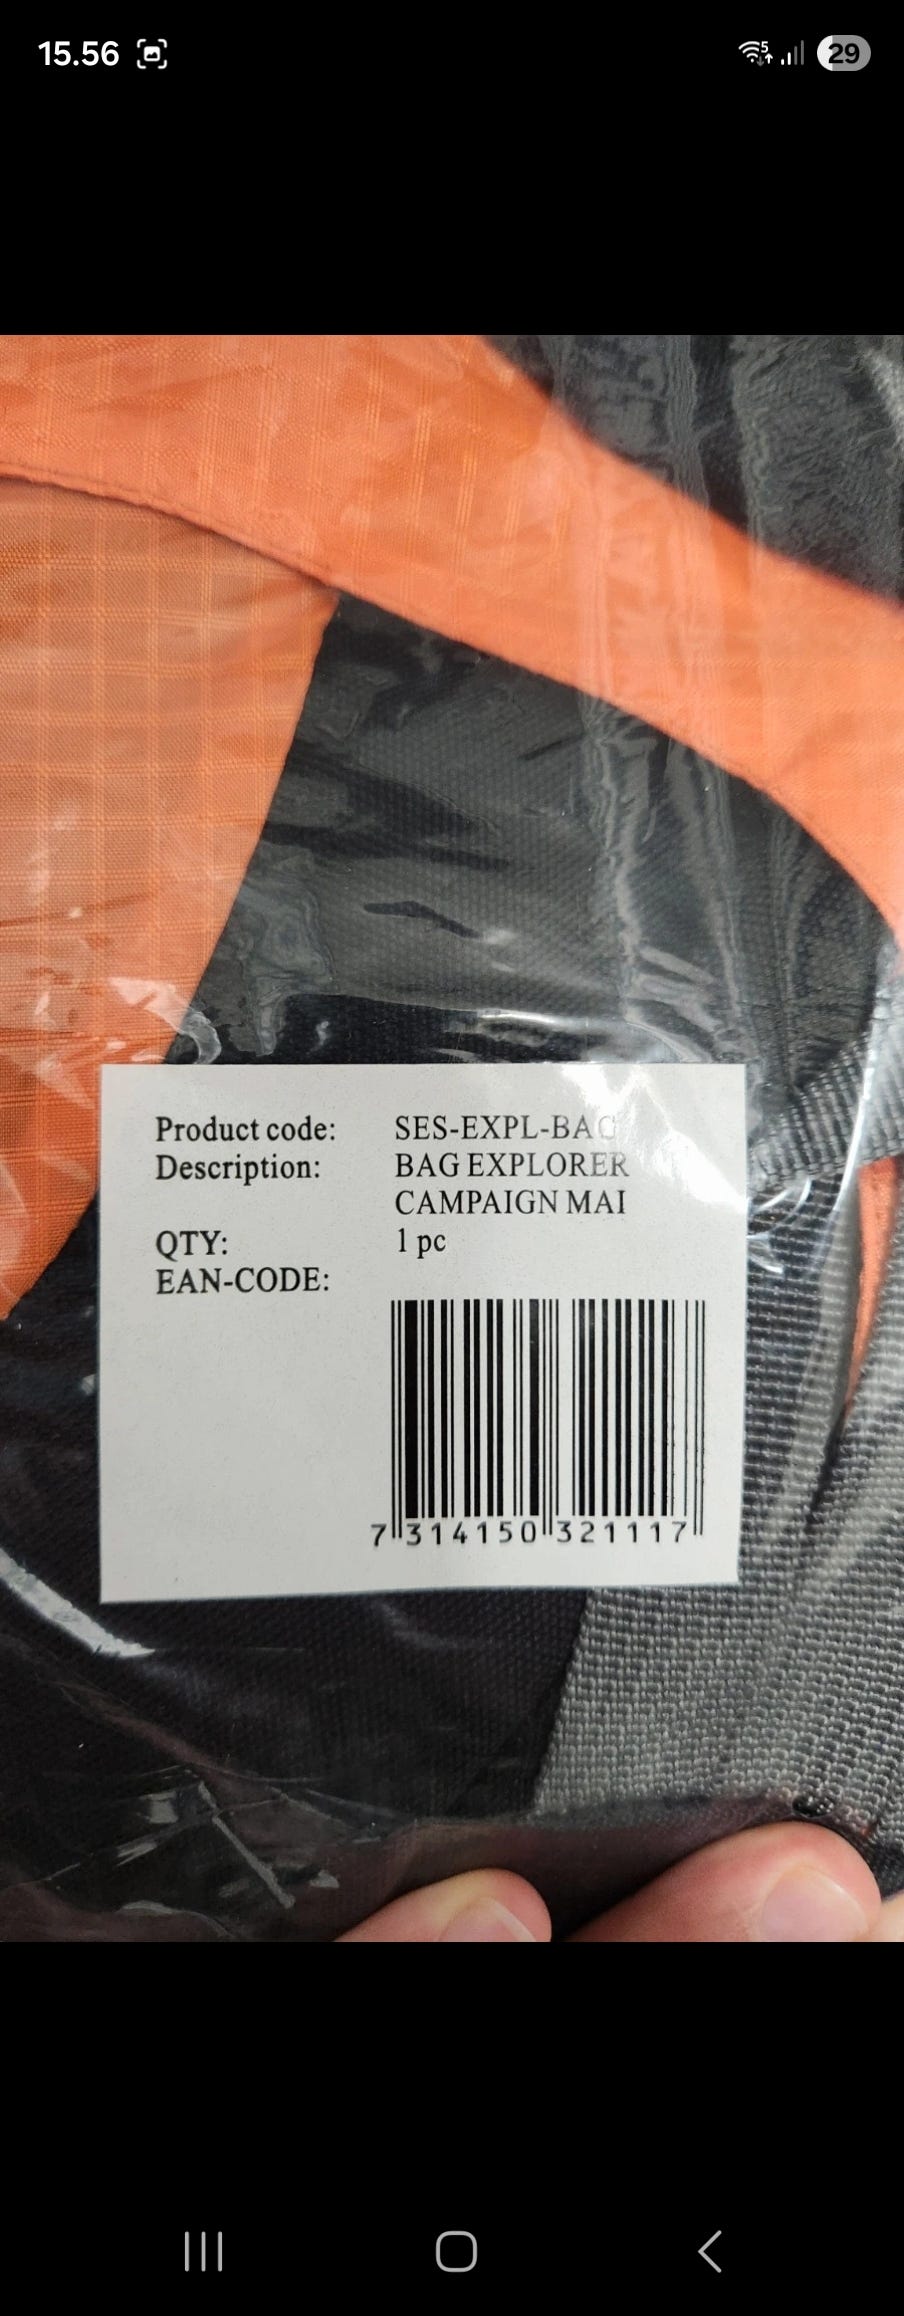 15.56
5
29
Product code: SES-EXPL-BAG
Description: BAG EXPLORER
CAMPAIGN MAI
QTY: 1 pc
EAN-CODE:
7 314150 321117